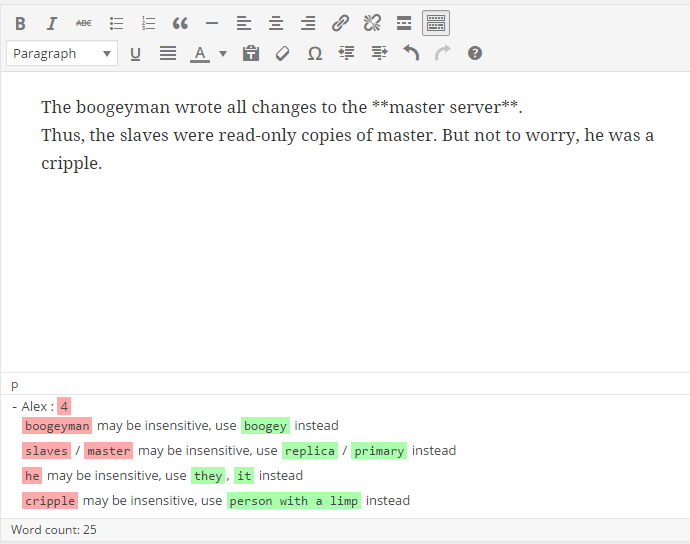 B I ABC
Paragraph U A Ω ?
The boogeyman wrote all changes to the **master server**.
Thus, the slaves were read-only copies of master. But not to worry, he was a
cripple.
p
- Alex : 4
boogeyman may be insensitive, use boogey instead
slaves / master may be insensitive, use replica / primary instead
he may be insensitive, use they, it instead
cripple may be insensitive, use person with a limp instead
Word count: 25